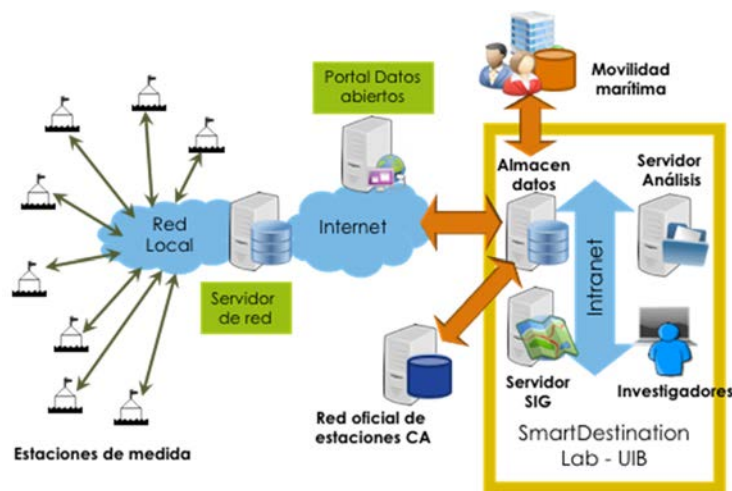 Portal Datos
abiertos
Movilidad
marítima
Almacen
datos
Servidor
Análisis
Red
Local
Internet
Intranet
Servidor
de red
Servidor
SIG
Investigadores
Red oficial de
estaciones CA
Estaciones de medida
SmartDestination
Lab - UIB